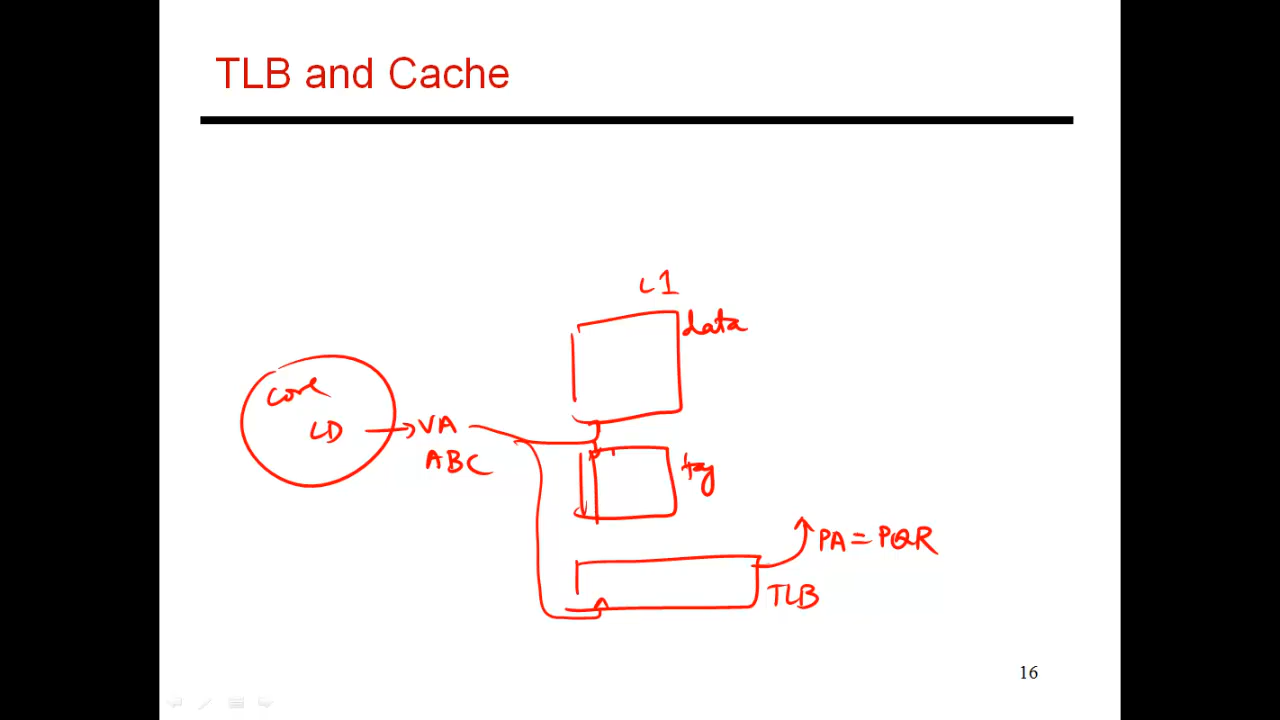 TLB and Cache
L1
data
core
LD
VA
ABC
tag
PA = PQR
TLB
16